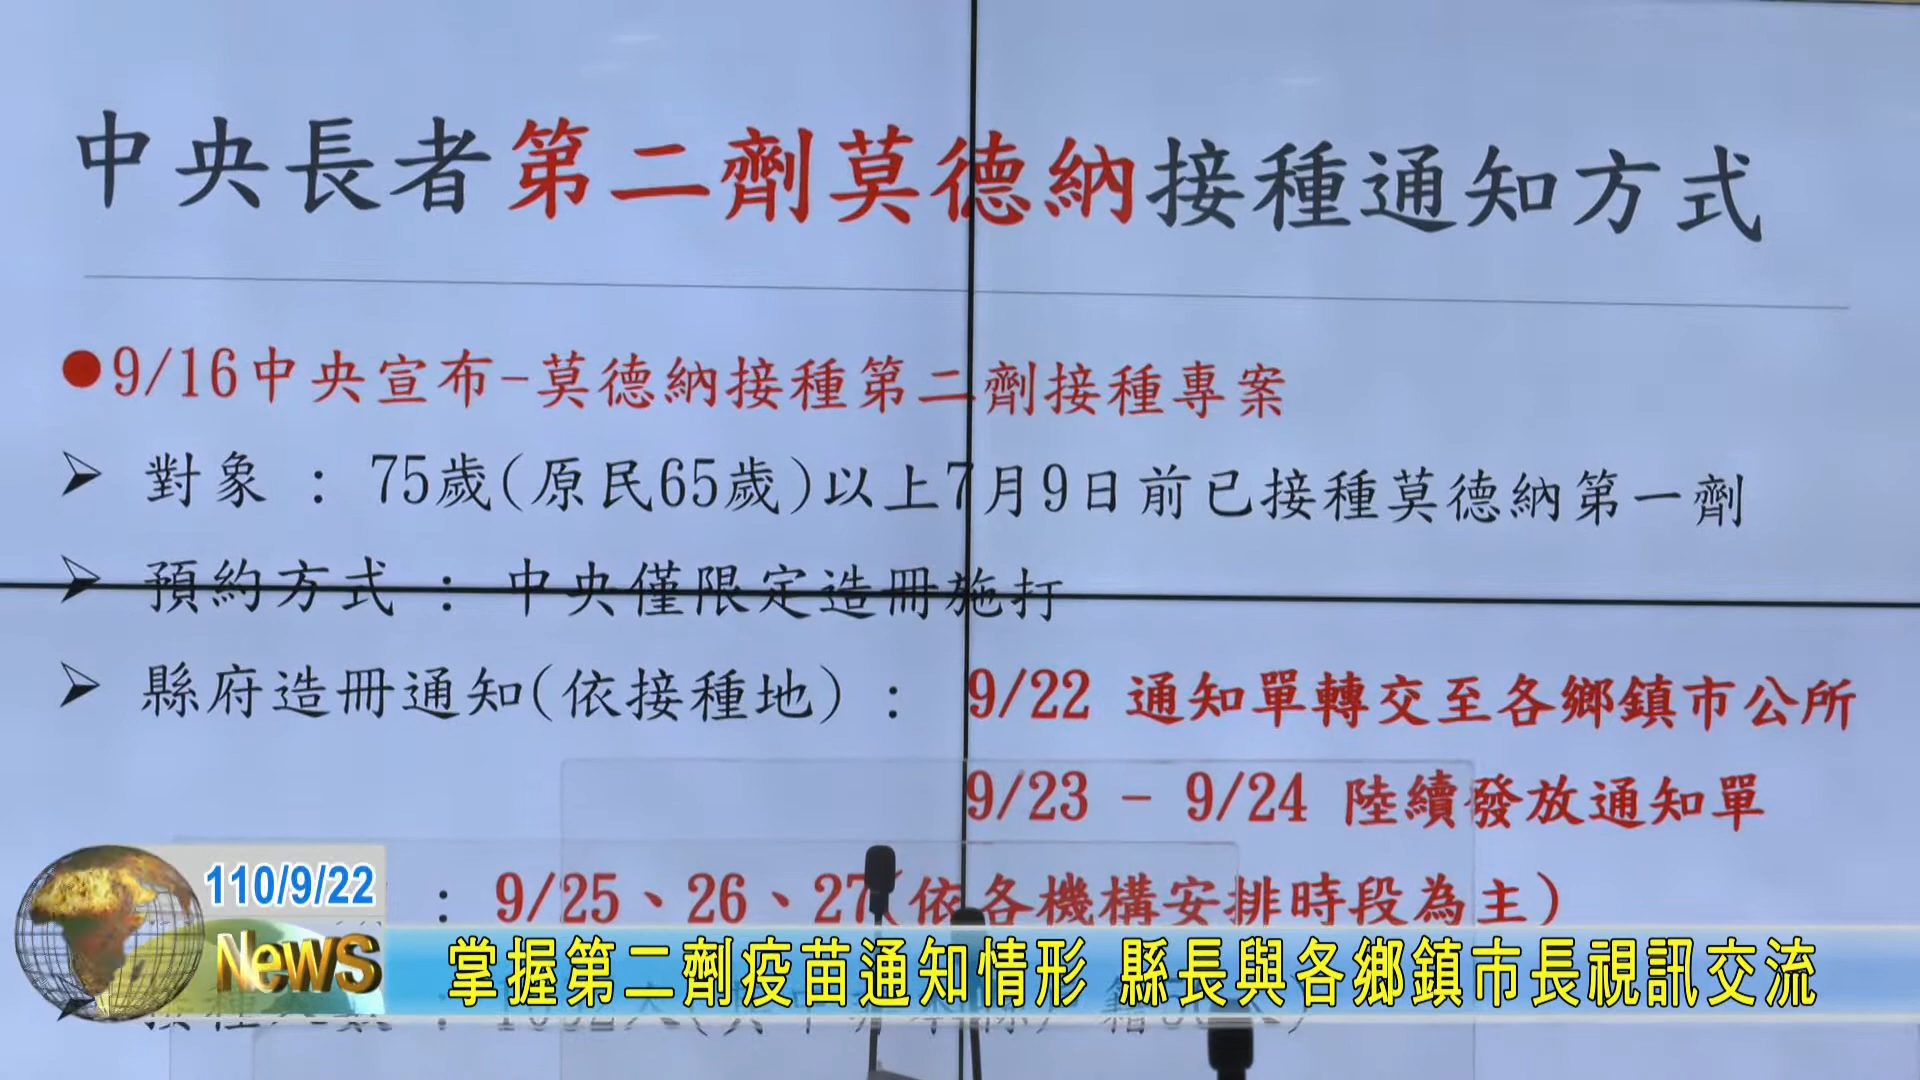 中央長者第二劑莫德納接種通知方式
●9/16中央宣布-莫德納接種第二劑接種專案
➢ 對象 : 75歲(原民65歲)以上7月9日前已接種莫德納第一劑
➢ 預約方式 : 中央僅限定造冊施打
➢ 縣府造冊通知(依接種地) : 9/22 通知單轉交至各鄉鎮市公所
9/23 - 9/24 陸續發放通知單
: 9/25、26、27(依各機構安排時段為主)
110/9/22
News
掌握第二劑疫苗通知情形 縣長與各鄉鎮市長視訊交流